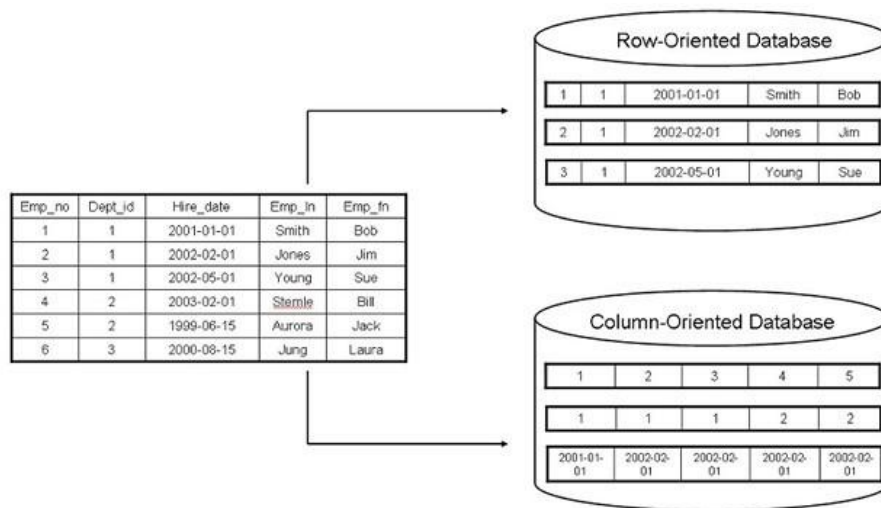 Row-Oriented Database
1 1 2001-01-01 Smith Bob
2 1 2002-02-01 Jones Jim
3 1 2002-05-01 Young Sue
Emp_no Dept_id Hire_date Emp_ln Emp_fn
1 1 2001-01-01 Smith Bob
2 1 2002-02-01 Jones Jim
3 1 2002-05-01 Young Sue
4 2 2003-02-01 Stemle Bill
5 2 1999-06-15 Aurora Jack
6 3 2000-08-15 Jung Laura
Column-Oriented Database
1 2 3 4 5
1 1 1 2 2
2001-01- 2002-02- 2002-02- 2002-02- 2002-02-
01 01 01 01 01